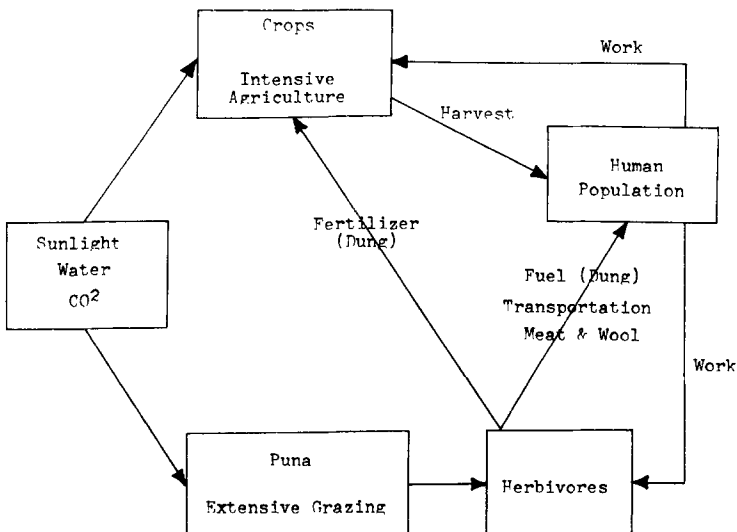 Crops
Intensive
Agriculture
Work
Harvest
Human
Population
Sunlight
Water
CO²
Fertilizer
(Dung)
Fuel (Dung)
Transportation
Meat & Wool
Work
Puna
Extensive Grazing
Herbivores